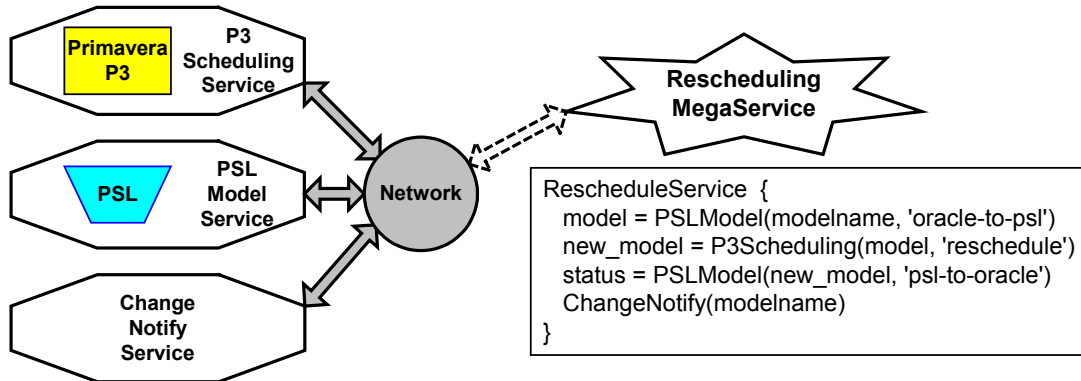 Primavera
P3
P3
Scheduling
Service
PSL
PSL
Model
Service
Change
Notify
Service
Network
Rescheduling
MegaService
RescheduleService {
model = PSLModel(modelname, 'oracle-to-psl')
new_model = P3Scheduling(model, 'reschedule')
status = PSLModel(new_model, 'psl-to-oracle')
ChangeNotify(modelname)
}